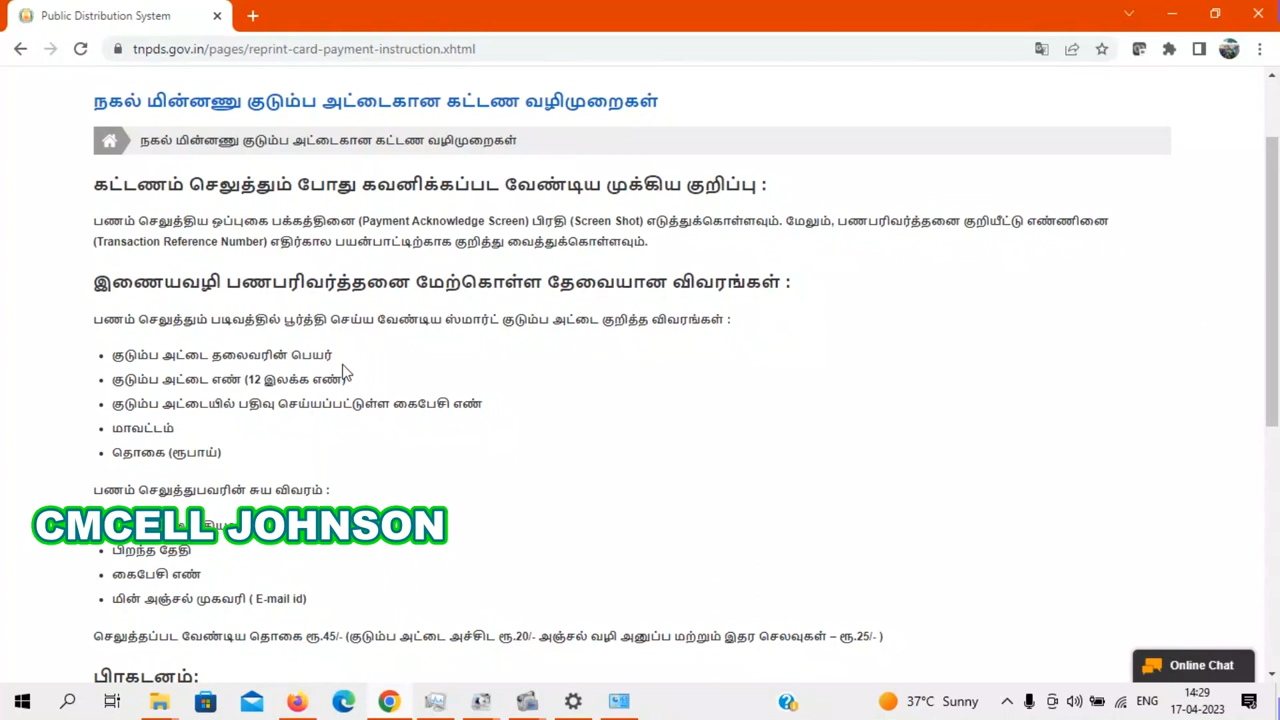 Public Distribution System
tnpds.gov.in/pages/reprint-card-payment-instruction.xhtml
நகல் மின்னணு குடும்ப அட்டைகான கட்டண வழிமுறைகள்
நகல் மின்னணு குடும்ப அட்டைகான கட்டண வழிமுறைகள்
கட்டணம் செலுத்தும் போது கவனிக்கப்பட வேண்டிய முக்கிய குறிப்பு :
பணம் செலுத்திய ஒப்புகை பக்கத்தினை (Payment Acknowledge Screen) பிரதி (Screen Shot) எடுத்துக்கொள்ளவும். மேலும், பணபரிவர்த்தனை குறியீட்டு எண்ணினை
(Transaction Reference Number) எதிர்கால பயன்பாட்டிற்காக குறித்து வைத்துக்கொள்ளவும்.
இணையவழி பணபரிவர்த்தனை மேற்கொள்ள தேவையான விவரங்கள் :
பணம் செலுத்தும் படிவத்தில் பூர்த்தி செய்ய வேண்டிய ஸ்மார்ட் குடும்ப அட்டை குறித்த விவரங்கள் :
குடும்ப அட்டை தலைவரின் பெயர்
குடும்ப அட்டை எண் (12 இலக்க எண்)
குடும்ப அட்டையில் பதிவு செய்யப்பட்டுள்ள கைபேசி எண்
மாவட்டம்
தொகை (ரூபாய்)
பணம் செலுத்துபவரின் சுய விவரம் :
CMCELL JOHNSON
பிறந்த தேதி
கைபேசி எண்
மின் அஞ்சல் முகவரி ( E-mail id)
செலுத்தப்பட வேண்டிய தொகை ரூ.45/- (குடும்ப அட்டை அச்சிட ரூ.20/- அஞ்சல் வழி அனுப்ப மற்றும் இதர செலவுகள் – ரூ.25/- )
பிரகடனம்:
Online Chat
37°C Sunny
ENG
14:29
17-04-2023